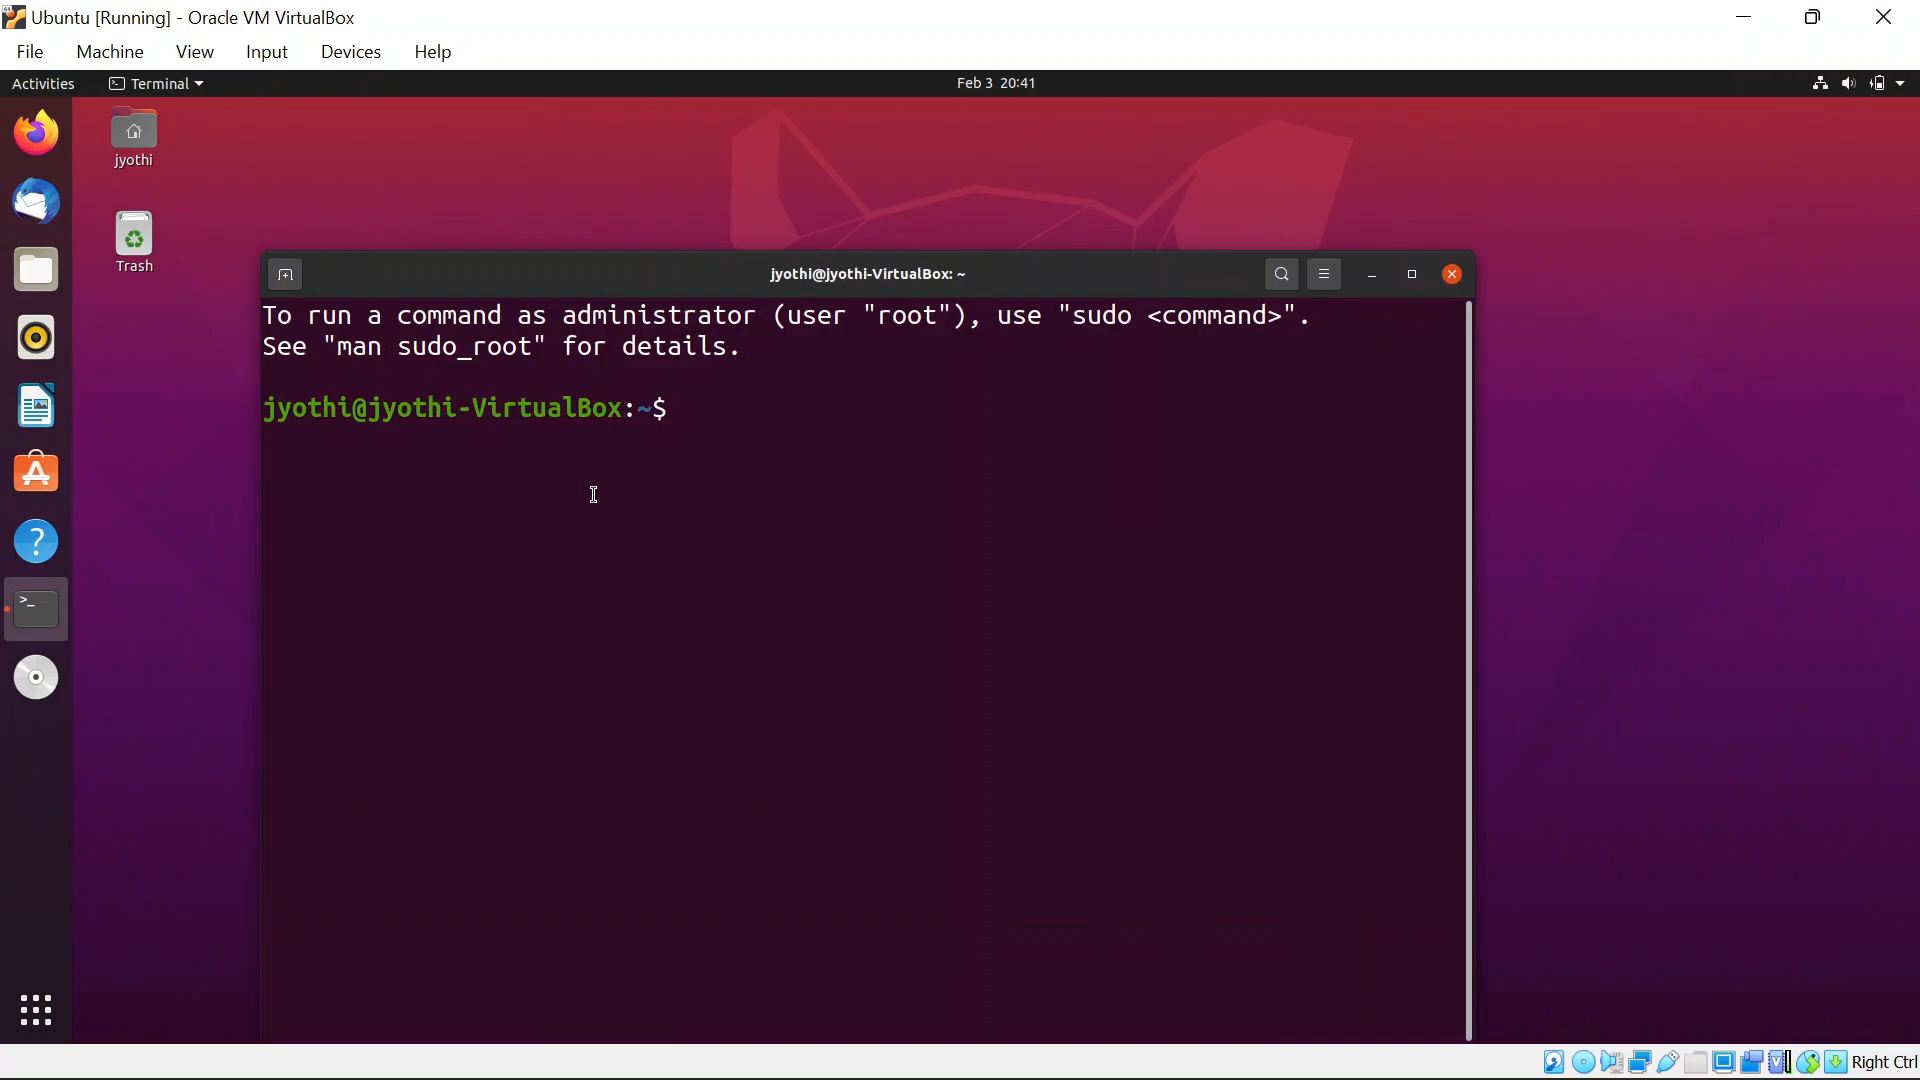 Ubuntu [Running] - Oracle VM VirtualBox
File Machine View Input Devices Help
Activities Terminal Feb 3 20:41
jyothi
Trash
jyothi@jyothi-VirtualBox: ~
To run a command as administrator (user "root"), use "sudo <command>".
See "man sudo_root" for details.
jyothi@jyothi-VirtualBox:~$
Right Ctrl